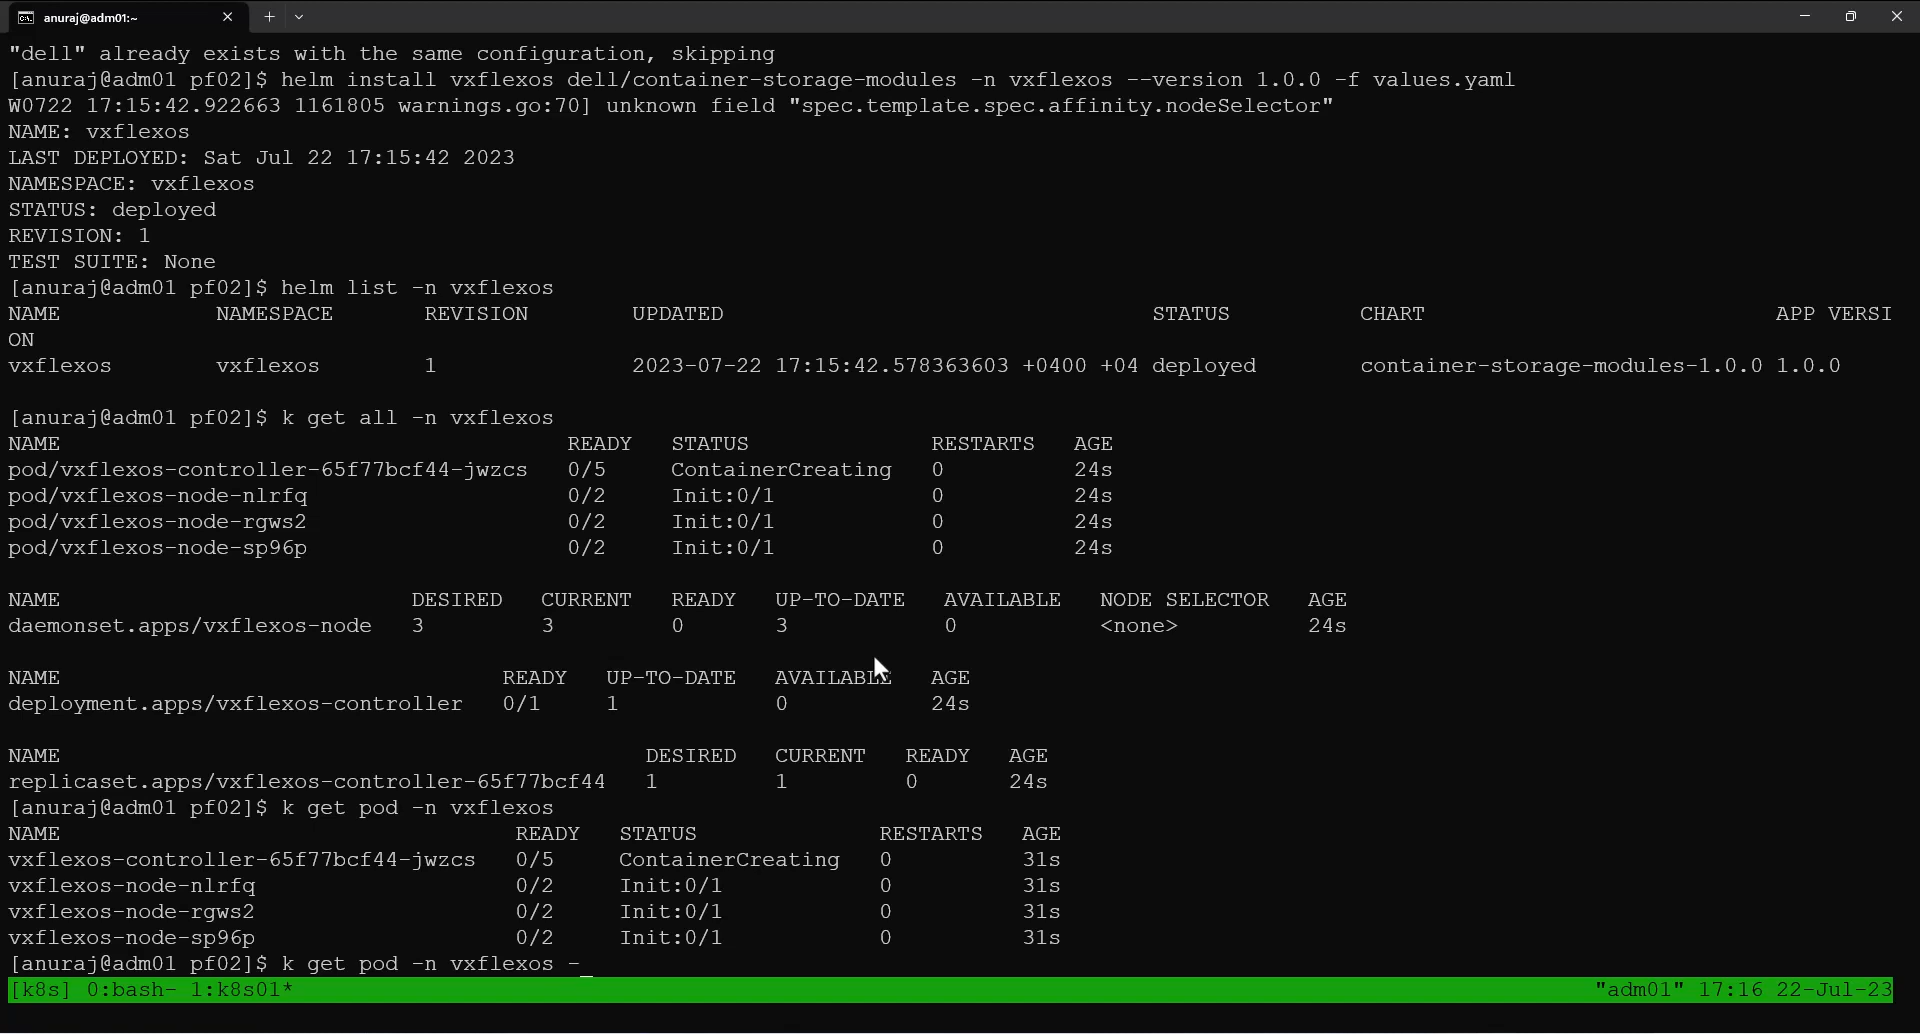 anuraj@adm01:~
"dell" already exists with the same configuration, skipping
[anuraj@adm01 pf02]$ helm install vxflexos dell/container-storage-modules -n vxflexos --version 1.0.0 -f values.yaml
W0722 17:15:42.922663 1161805 warnings.go:70] unknown field "spec.template.spec.affinity.nodeSelector"
NAME: vxflexos
LAST DEPLOYED: Sat Jul 22 17:15:42 2023
NAMESPACE: vxflexos
STATUS: deployed
REVISION: 1
TEST SUITE: None
[anuraj@adm01 pf02]$ helm list -n vxflexos
NAME NAMESPACE REVISION UPDATED STATUS CHART APP VERSI
ON
vxflexos vxflexos 1 2023-07-22 17:15:42.578363603 +0400 +04 deployed container-storage-modules-1.0.0 1.0.0
[anuraj@adm01 pf02]$ k get all -n vxflexos
NAME READY STATUS RESTARTS AGE
pod/vxflexos-controller-65f77bcf44-jwzcs 0/5 ContainerCreating 0 24s
pod/vxflexos-node-nlrfq 0/2 Init:0/1 0 24s
pod/vxflexos-node-rgws2 0/2 Init:0/1 0 24s
pod/vxflexos-node-sp96p 0/2 Init:0/1 0 24s
NAME DESIRED CURRENT READY UP-TO-DATE AVAILABLE NODE SELECTOR AGE
daemonset.apps/vxflexos-node 3 3 0 3 0 <none> 24s
NAME READY UP-TO-DATE AVAILABLE AGE
deployment.apps/vxflexos-controller 0/1 1 0 24s
NAME DESIRED CURRENT READY AGE
replicaset.apps/vxflexos-controller-65f77bcf44 1 1 0 24s
[anuraj@adm01 pf02]$ k get pod -n vxflexos
NAME READY STATUS RESTARTS AGE
vxflexos-controller-65f77bcf44-jwzcs 0/5 ContainerCreating 0 31s
vxflexos-node-nlrfq 0/2 Init:0/1 0 31s
vxflexos-node-rgws2 0/2 Init:0/1 0 31s
vxflexos-node-sp96p 0/2 Init:0/1 0 31s
[anuraj@adm01 pf02]$ k get pod -n vxflexos -
[k8s] 0:bash- 1:k8s01* "adm01" 17:16 22-Jul-23